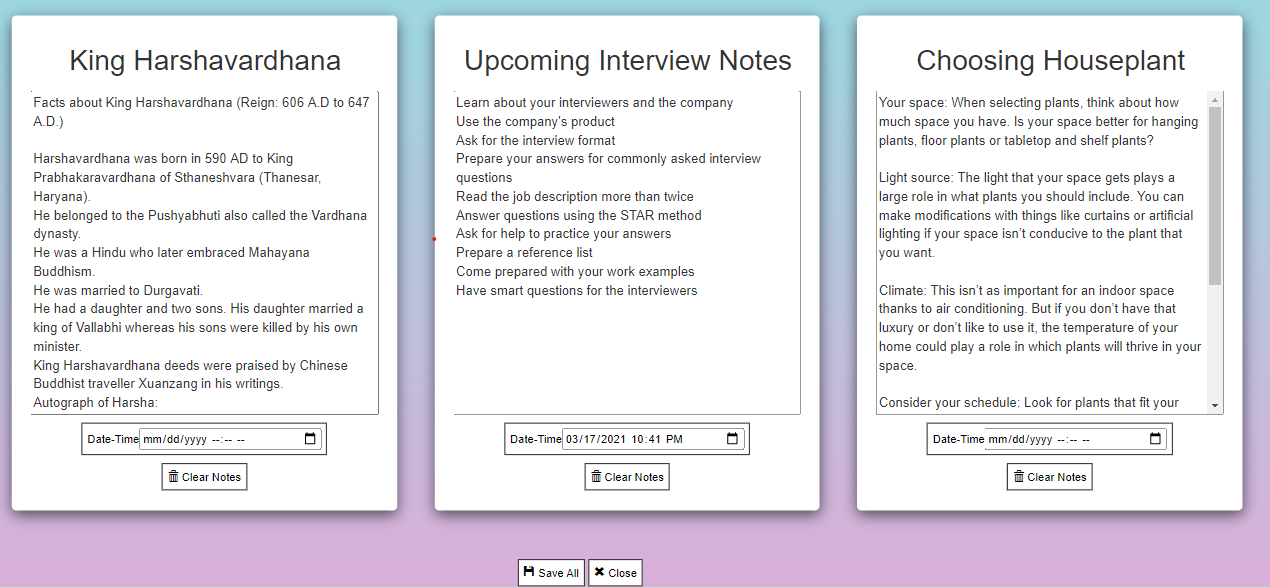 King Harshavardhana
Facts about King Harshavardhana (Reign: 606 A.D to 647
A.D.)
Harshavardhana was born in 590 AD to King
Prabhakaravardhana of Sthaneshvara (Thanesar,
Haryana).
He belonged to the Pushyabhuti also called the Vardhana
dynasty.
He was a Hindu who later embraced Mahayana
Buddhism.
He was married to Durgavati.
He had a daughter and two sons. His daughter married a
king of Vallabhi whereas his sons were killed by his own
minister.
King Harshavardhana deeds were praised by Chinese
Buddhist traveller Xuanzang in his writings.
Autograph of Harsha:
Date-Time mm/dd/yyyy --:-- --
Clear Notes
Upcoming Interview Notes
Learn about your interviewers and the company
Use the company's product
Ask for the interview format
Prepare your answers for commonly asked interview
questions
Read the job description more than twice
Answer questions using the STAR method
Ask for help to practice your answers
Prepare a reference list
Come prepared with your work examples
Have smart questions for the interviewers
Date-Time 03/17/2021 10:41 PM
Clear Notes
Choosing Houseplant
Your space: When selecting plants, think about how
much space you have. Is your space better for hanging
plants, floor plants or tabletop and shelf plants?
Light source: The light that your space gets plays a
large role in what plants you should include. You can
make modifications with things like curtains or artificial
lighting if your space isn’t conducive to the plant that
you want.
Climate: This isn’t as important for an indoor space
thanks to air conditioning. But if you don’t have that
luxury or don’t like to use it, the temperature of your
home could play a role in which plants will thrive in your
space.
Consider your schedule: Look for plants that fit your
Date-Time mm/dd/yyyy --:-- --
Clear Notes
Save All
Close